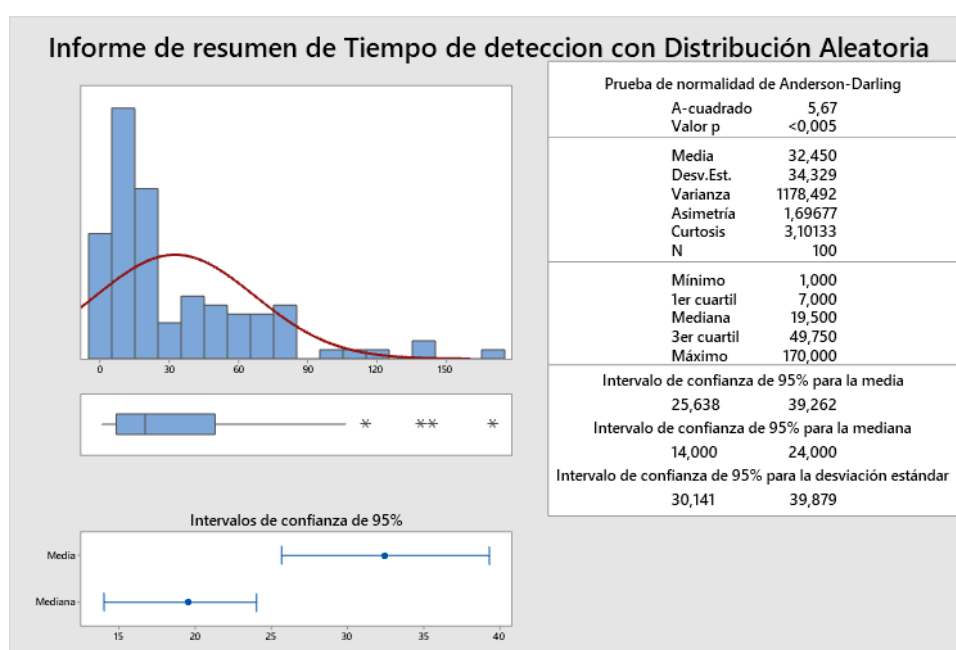 Informe de resumen de Tiempo de deteccion con Distribución Aleatoria
Prueba de normalidad de Anderson-Darling
A-cuadrado 5,67
Valor p <0,005
Media 32,450
Desv.Est. 34,329
Varianza 1178,492
Asimetría 1,69677
Curtosis 3,10133
N 100
Mínimo 1,000
1er cuartil 7,000
Mediana 19,500
3er cuartil 49,750
Máximo 170,000
Intervalo de confianza de 95% para la media
25,638 39,262
Intervalo de confianza de 95% para la mediana
14,000 24,000
Intervalo de confianza de 95% para la desviación estándar
30,141 39,879
0 30 60 90 120 150
Intervalos de confianza de 95%
Media
Mediana
15 20 25 30 35 40